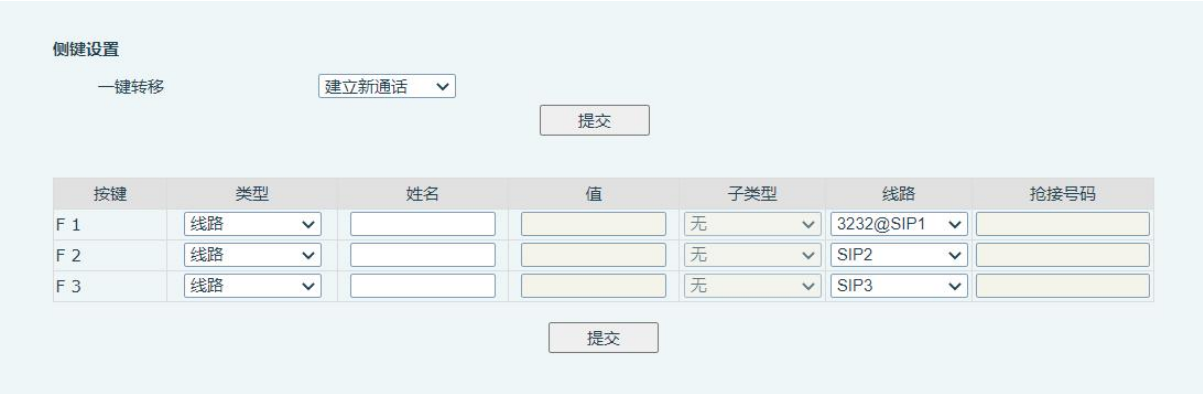 侧键设置
一键转移 建立新通话
提交
按键 类型 姓名 值 子类型 线路 抢接号码
F 1 线路 无 3232@SIP1
F 2 线路 无 SIP2
F 3 线路 无 SIP3
提交